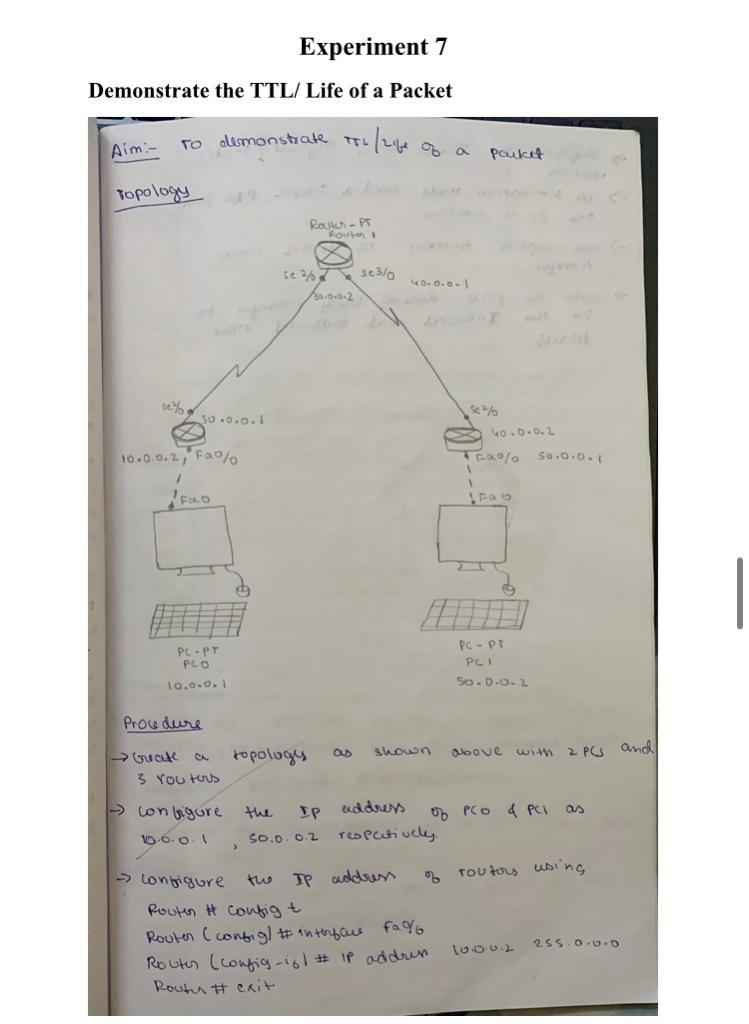 Experiment 7
Demonstrate the TTL/ Life of a Packet
Aim:- To demonstrate TTL/Life of a packet
Topology
Router-PT
Router 1
se 2/0
se3/0
40.0.0.1
30.0.0.2
se2/0
30.0.0.1
10.0.0.2, Fa0/0
Fa0
PC-PT
PC0
10.0.0.1
se2/0
40.0.0.2
Fa0/0 50.0.0.1
Fa0
PC-PT
PC1
50.0.0.2
Procedure
→ Create a topology as shown above with 2 PCs and
3 routers
→ configure the IP address of PC0 & PC1 as
10.0.0.1 , 50.0.0.2 respectively.
→ configure the IP address of routers using
Router # config t
Router (config) # interface Fa0/0
Router (config-if) # ip address 10.0.0.2 255.0.0.0
Router # exit